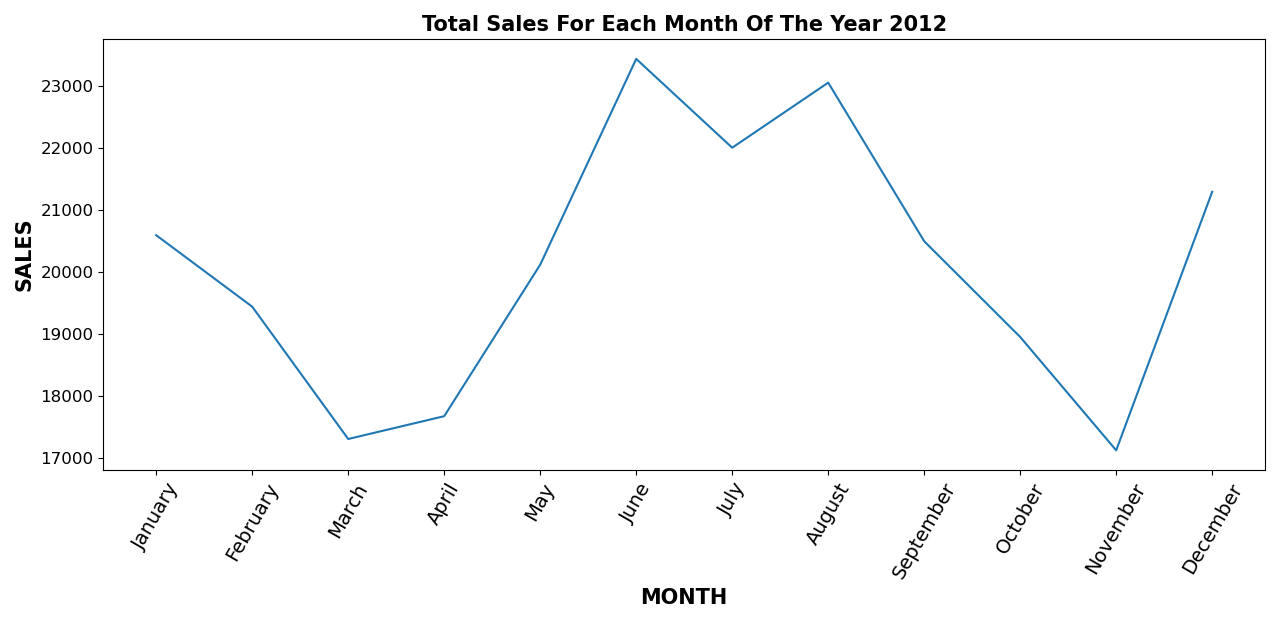 Total Sales For Each Month Of The Year 2012
SALES
23000
22000
21000
20000
19000
18000
17000
January
February
March
April
May
June
July
August
September
October
November
December
MONTH